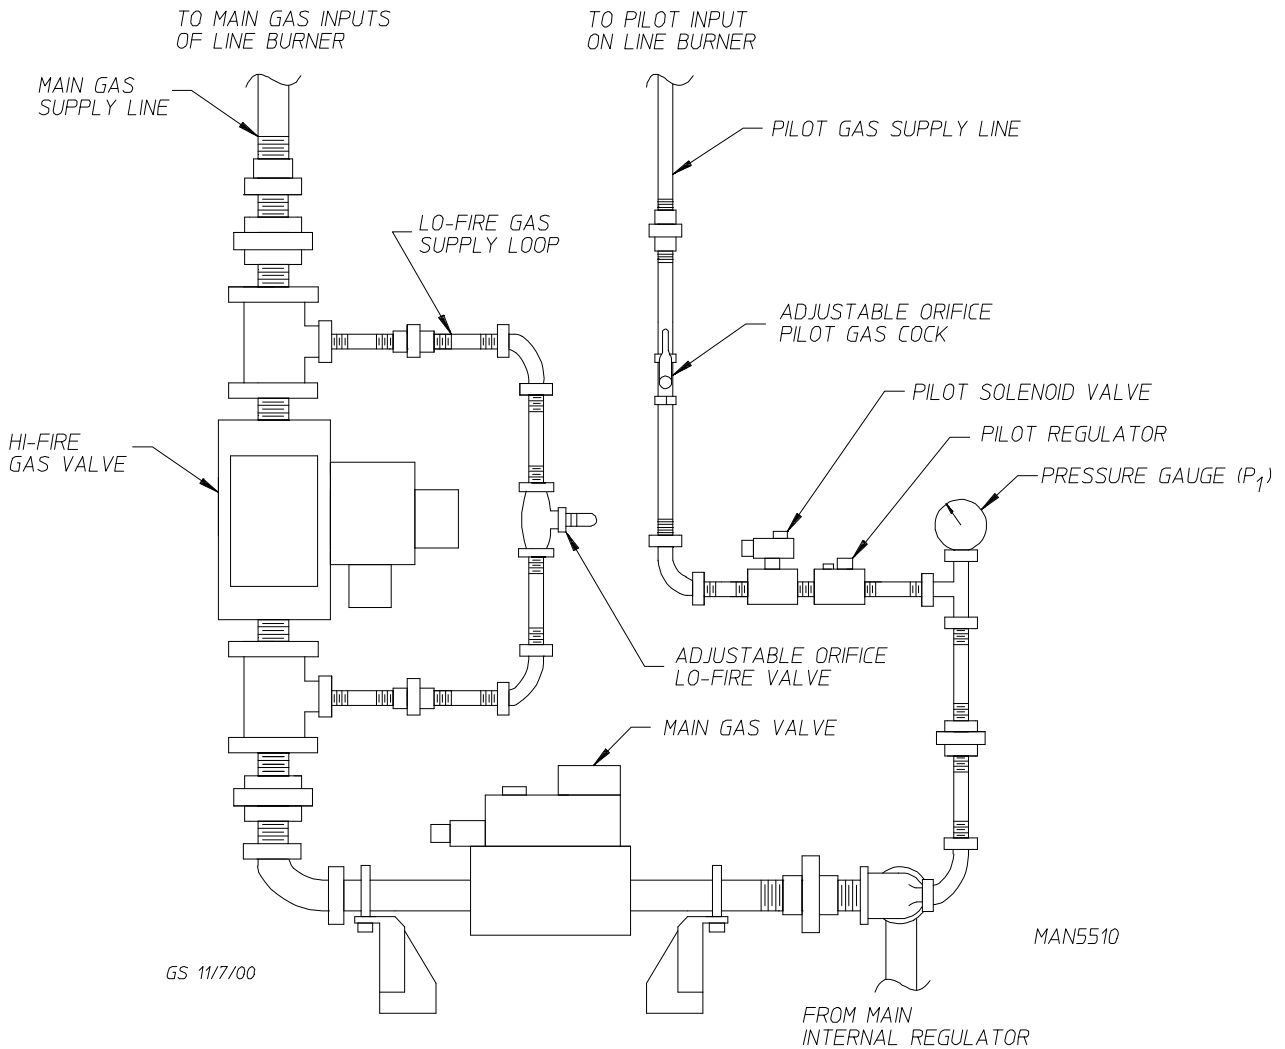 TO MAIN GAS INPUTS
OF LINE BURNER
TO PILOT INPUT
ON LINE BURNER
MAIN GAS
SUPPLY LINE
PILOT GAS SUPPLY LINE
LO-FIRE GAS
SUPPLY LOOP
ADJUSTABLE ORIFICE
PILOT GAS COCK
PILOT SOLENOID VALVE
HI-FIRE
GAS VALVE
PILOT REGULATOR
PRESSURE GAUGE (P1)
ADJUSTABLE ORIFICE
LO-FIRE VALVE
MAIN GAS VALVE
MAN5510
GS 11/7/00
FROM MAIN
INTERNAL REGULATOR